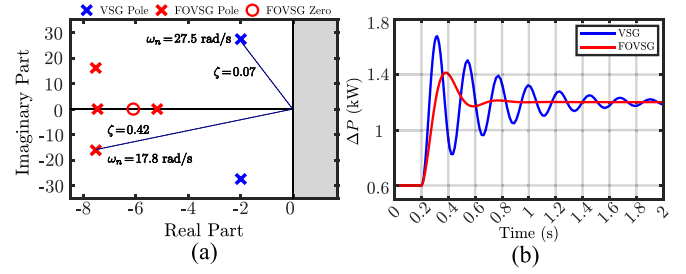 VSG Pole FOVSG Pole FOVSG Zero
Imaginary Part
30
20
10
0
-10
-20
-30
ωn=27.5 rad/s
ζ=0.07
ζ=0.42
ωn=17.8 rad/s
-8 -6 -4 -2 0
Real Part
(a)
ΔP (kW)
1.8
1.4
1.2
0.6
VSG
FOVSG
0 0.2 0.4 0.6 0.8 1 1.2 1.4 1.6 1.8 2
Time (s)
(b)